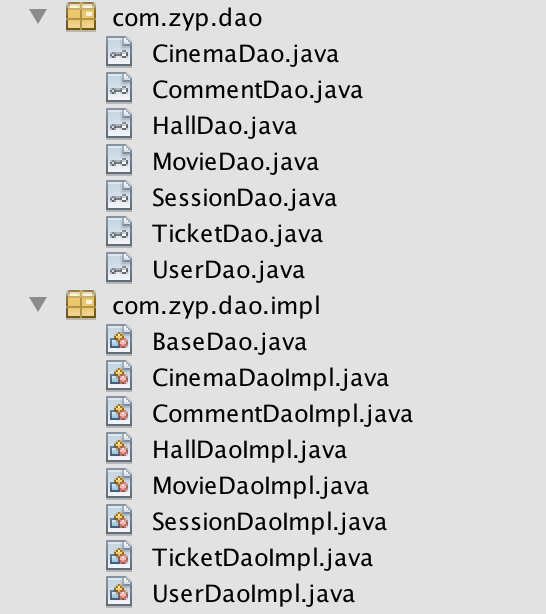 com.zyp.dao
CinemaDao.java
CommentDao.java
HallDao.java
MovieDao.java
SessionDao.java
TicketDao.java
UserDao.java
com.zyp.dao.impl
BaseDao.java
CinemaDaoImpl.java
CommentDaoImpl.java
HallDaoImpl.java
MovieDaoImpl.java
SessionDaoImpl.java
TicketDaoImpl.java
UserDaoImpl.java